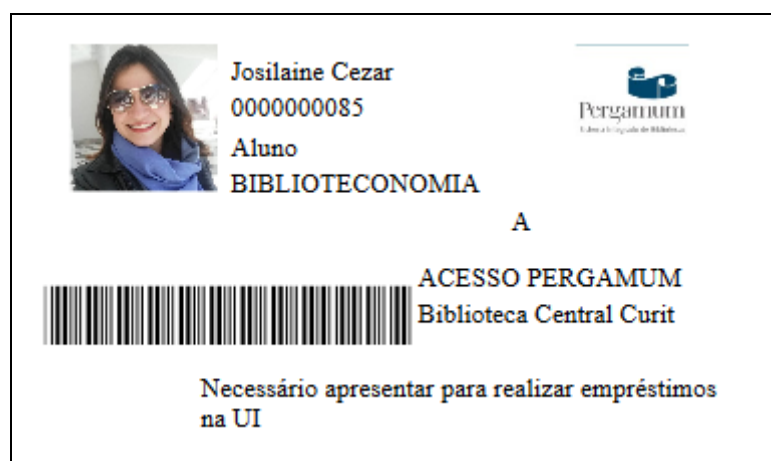 Josilaine Cezar
0000000085
Aluno
BIBLIOTECONOMIA
Pergamum
A
ACESSO PERGAMUM
Biblioteca Central Curit
Necessário apresentar para realizar empréstimos
na UI